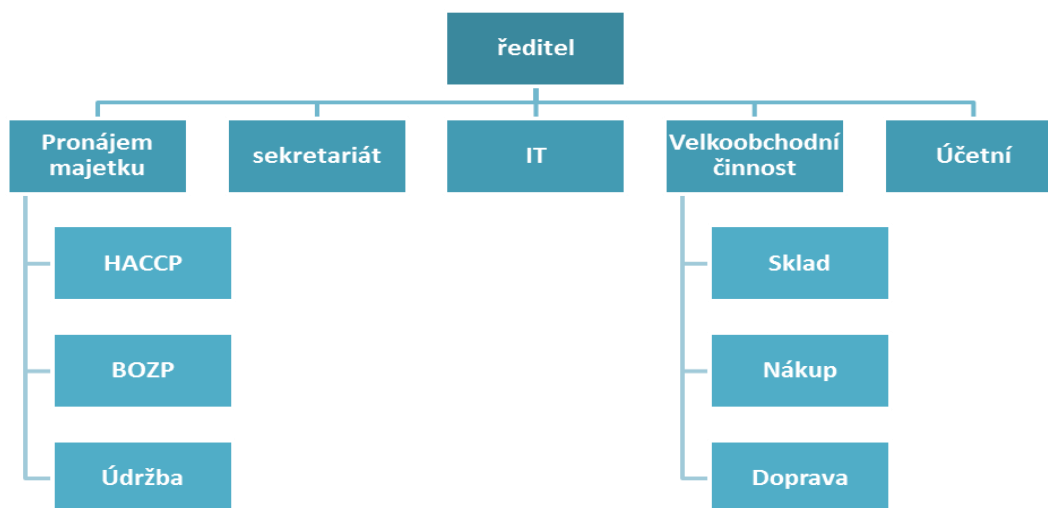 ředitel
Pronájem
majetku
sekretariát
IT
Velkoobchodní
činnost
Účetní
HACCP
BOZP
Údržba
Sklad
Nákup
Doprava